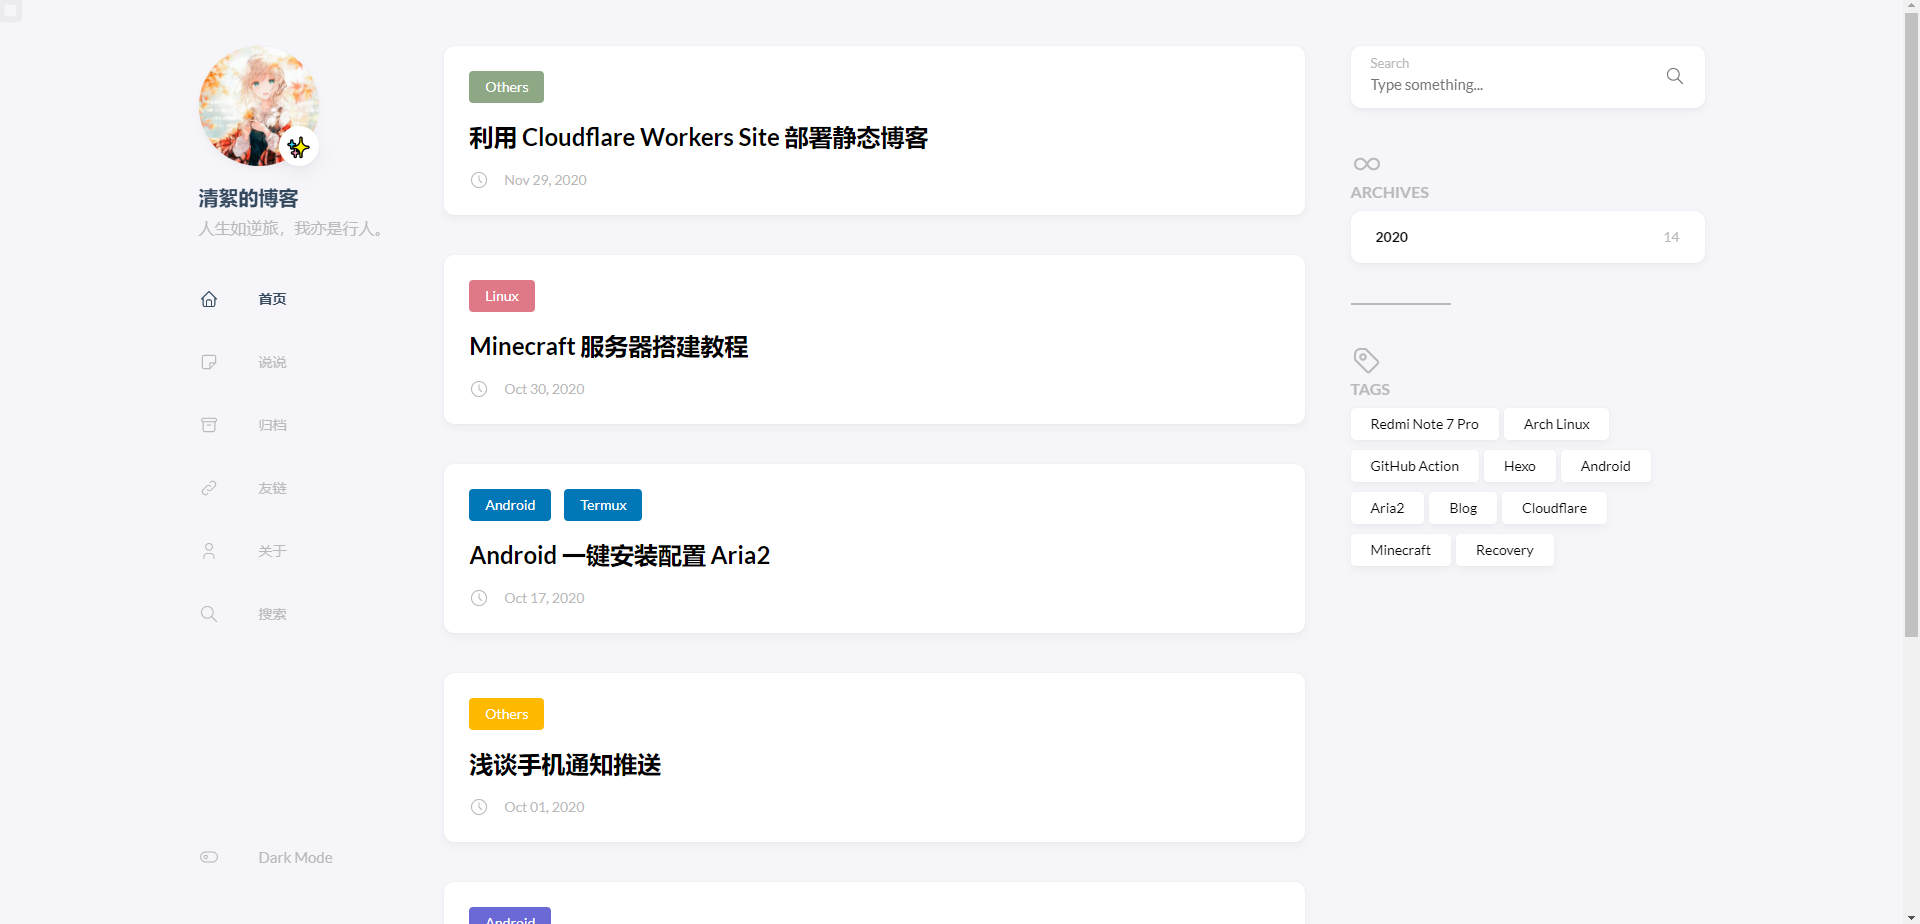 清絮的博客
人生如逆旅，我亦是行人。
首页
说说
归档
友链
关于
搜索
Dark Mode
Others
利用 Cloudflare Workers Site 部署静态博客
Nov 29, 2020
Linux
Minecraft 服务器搭建教程
Oct 30, 2020
Android Termux
Android 一键安装配置 Aria2
Oct 17, 2020
Others
浅谈手机通知推送
Oct 01, 2020
Android
Search
Type something...
ARCHIVES
2020 14
TAGS
Redmi Note 7 Pro Arch Linux
GitHub Action Hexo Android
Aria2 Blog Cloudflare
Minecraft Recovery